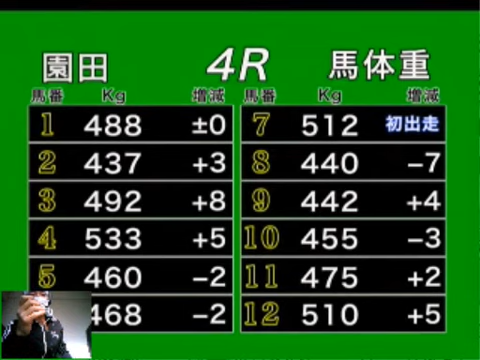 園田 4R 馬体重
馬番 Kg 増減 馬番 Kg 増減
1 488 ±0 7 512 初出走
2 437 +3 8 440 −7
3 492 +8 9 442 +4
4 533 +5 10 455 −3
5 460 −2 11 475 +2
468 −2 12 510 +5